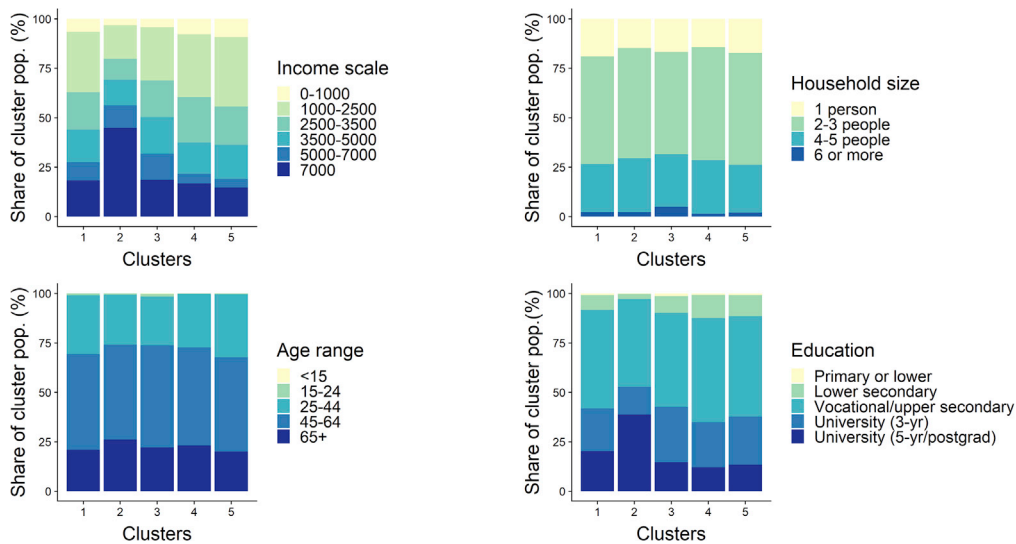 Share of cluster pop. (%)
100
75
50
25
0
1 2 3 4 5
Clusters
Income scale
0-1000
1000-2500
2500-3500
3500-5000
5000-7000
7000
Share of cluster pop. (%)
100
75
50
25
0
1 2 3 4 5
Clusters
Household size
1 person
2-3 people
4-5 people
6 or more
Share of cluster pop. (%)
100
75
50
25
0
1 2 3 4 5
Clusters
Age range
<15
15-24
25-44
45-64
65+
Share of cluster pop.(%)
100
75
50
25
0
1 2 3 4 5
Clusters
Education
Primary or lower
Lower secondary
Vocational/upper secondary
University (3-yr)
University (5-yr/postgrad)